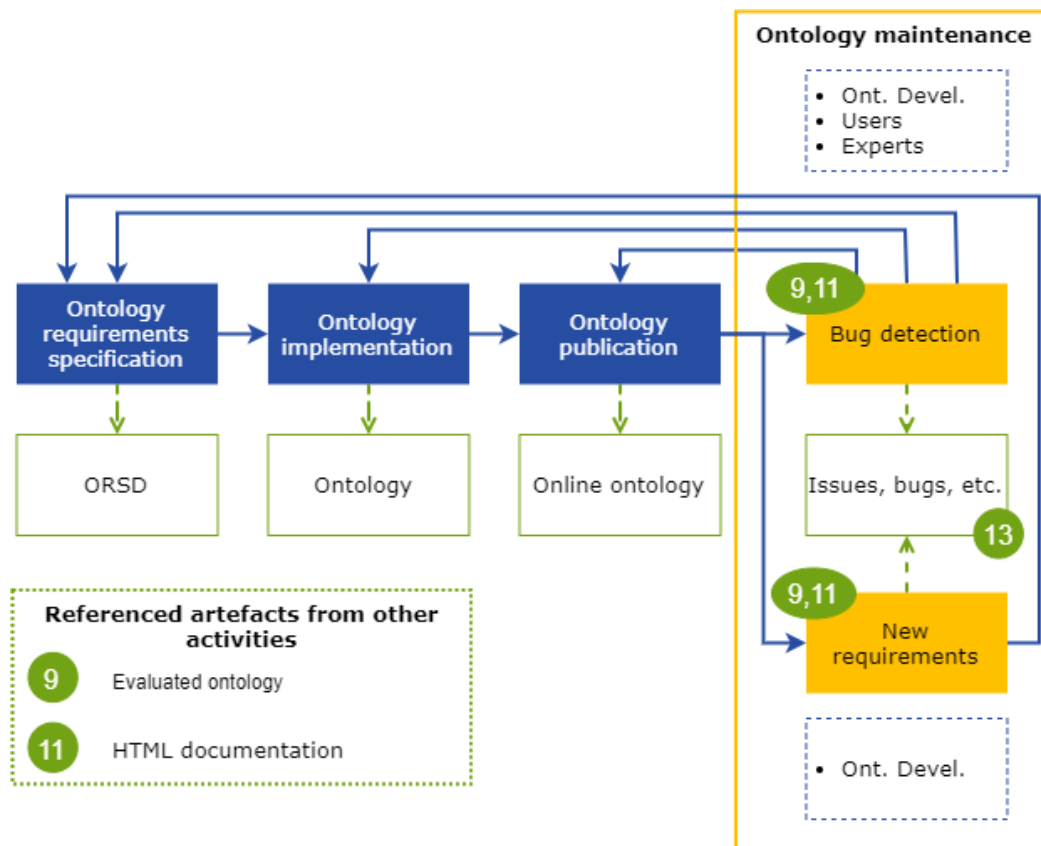 Ontology maintenance
• Ont. Devel.
• Users
• Experts
Ontology
requirements
specification
Ontology
implementation
Ontology
publication
9,11
Bug detection
ORSD
Ontology
Online ontology
Issues, bugs, etc.
13
Referenced artefacts from other
activities
9
Evaluated ontology
11
HTML documentation
9,11
New
requirements
• Ont. Devel.